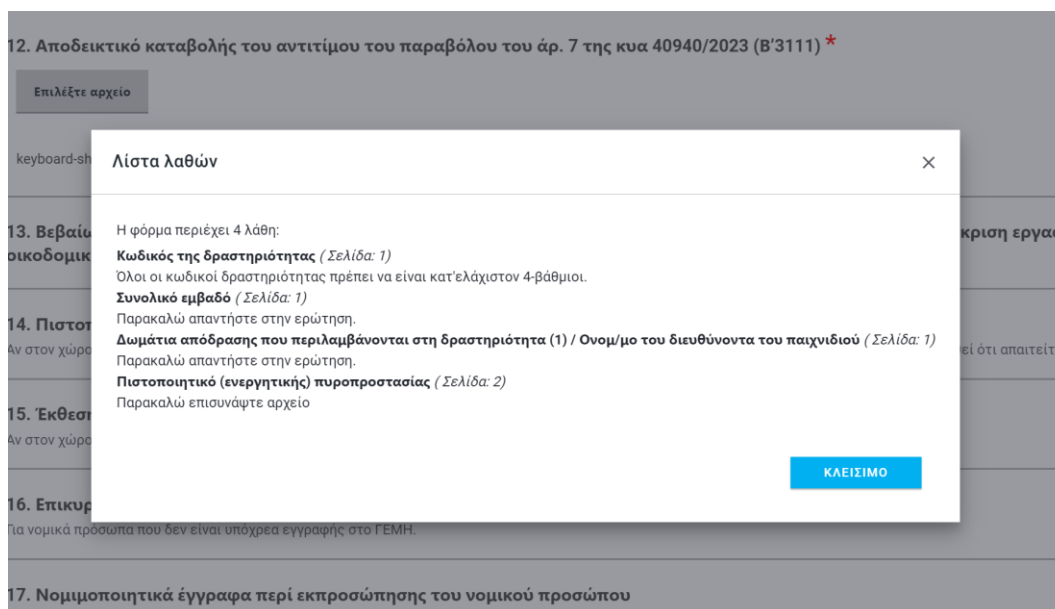 12. Αποδεικτικό καταβολής του αντιτίμου του παραβόλου του άρ. 7 της κυα 40940/2023 (Β'3111) *
Επιλέξτε αρχείο
keyboard-sh
Λίστα λαθών
Η φόρμα περιέχει 4 λάθη:
Κωδικός της δραστηριότητας ( Σελίδα: 1)
Όλοι οι κωδικοί δραστηριότητας πρέπει να είναι κατ'ελάχιστον 4-βάθμιοι.
Συνολικό εμβαδό ( Σελίδα: 1)
Παρακαλώ απαντήστε στην ερώτηση.
Δωμάτια απόδρασης που περιλαμβάνονται στη δραστηριότητα (1) / Ονομ/μο του διευθύνοντα του παιχνιδιού ( Σελίδα: 1)
Παρακαλώ απαντήστε στην ερώτηση.
Πιστοποιητικό (ενεργητικής) πυροπροστασίας ( Σελίδα: 2)
Παρακαλώ επισυνάψτε αρχείο
ΚΛΕΙΣΙΜΟ
13. Βεβαίω κριση εργα
οικοδομικ
14. Πιστοπ
Αν στον χώρο εί ότι απαιτείτ
15. Έκθεση
Αν στον χώρο
16. Επικυρ
Για νομικά πρόσωπα που δεν είναι υπόχρεα εγγραφής στο ΓΕΜΗ.
17. Νομιμοποιητικά έγγραφα περί εκπροσώπησης του νομικού προσώπου